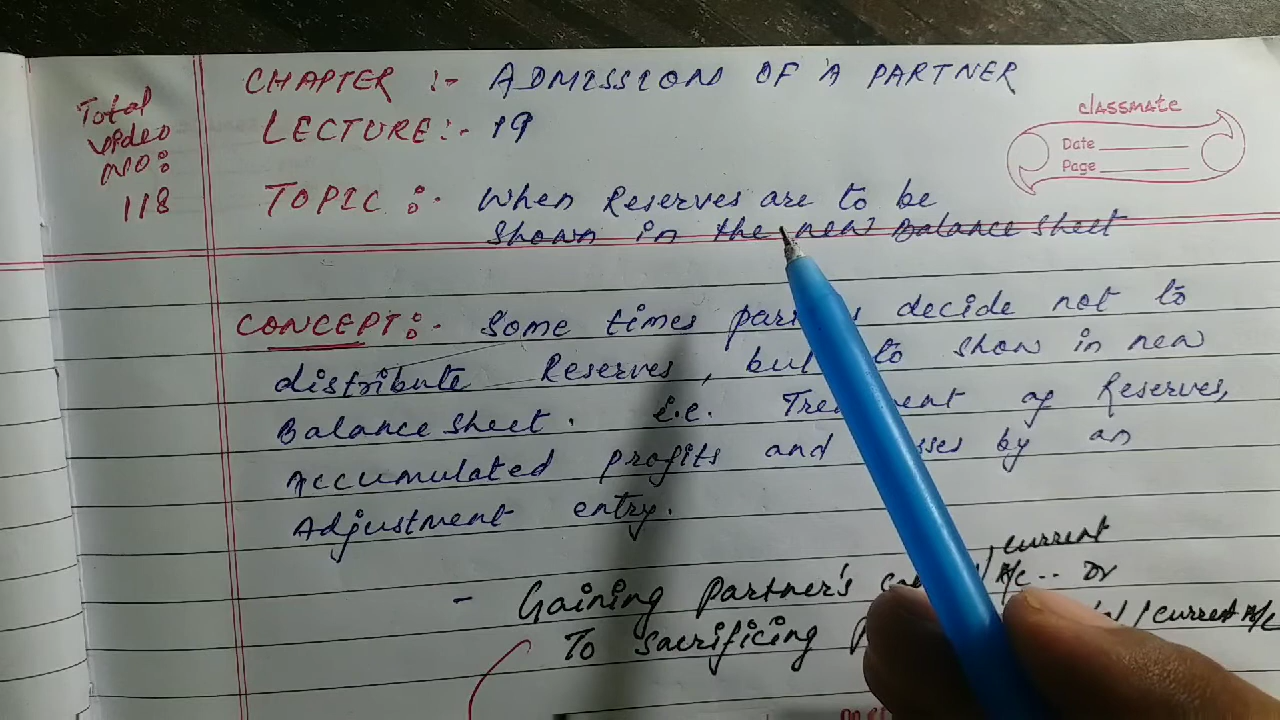 CHAPTER :- ADMISSION OF A PARTNER
Total
video
NO:
118
LECTURE:- 19
classmate
Date
Page
TOPIC :- When Reserves are to be
shown in the new Balance sheet
CONCEPT:- Some times decide not to
distribute Reserves, but to show in new
Balance sheet. i.e. of Reserves,
Accumulated profits and by an
Adjustment entry.
- Gaining Partner's current A/c .. Dr
To Sacrificing / current A/c